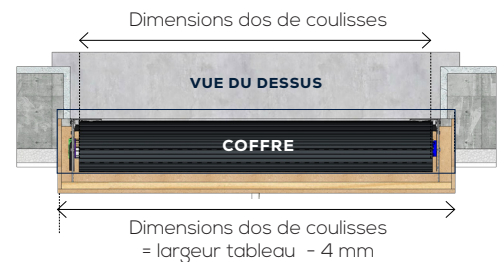 Dimensions dos de coulisses
VUE DU DESSUS
COFFRE
Dimensions dos de coulisses
= largeur tableau - 4 mm